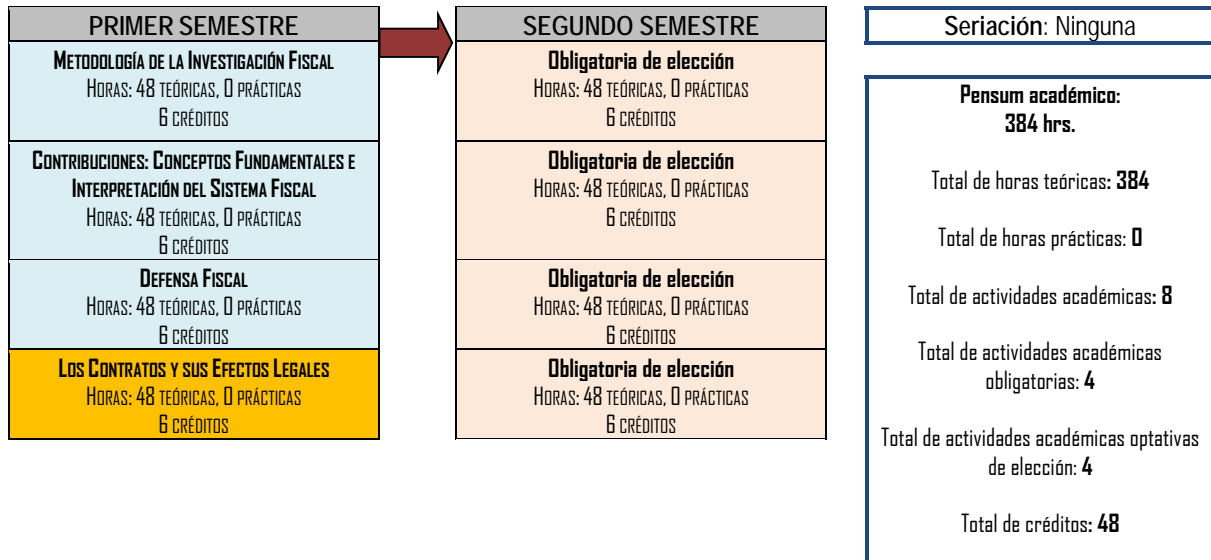 PRIMER SEMESTRE
METODOLOGÍA DE LA INVESTIGACIÓN FISCAL
HORAS: 48 TEÓRICAS, 0 PRÁCTICAS
6 CRÉDITOS
CONTRIBUCIONES: CONCEPTOS FUNDAMENTALES E
INTERPRETACIÓN DEL SISTEMA FISCAL
HORAS: 48 TEÓRICAS, 0 PRÁCTICAS
6 CRÉDITOS
DEFENSA FISCAL
HORAS: 48 TEÓRICAS, 0 PRÁCTICAS
6 CRÉDITOS
LOS CONTRATOS Y SUS EFECTOS LEGALES
HORAS: 48 TEÓRICAS, 0 PRÁCTICAS
6 CRÉDITOS
SEGUNDO SEMESTRE
Obligatoria de elección
HORAS: 48 TEÓRICAS, 0 PRÁCTICAS
6 CRÉDITOS
Obligatoria de elección
HORAS: 48 TEÓRICAS, 0 PRÁCTICAS
6 CRÉDITOS
Obligatoria de elección
HORAS: 48 TEÓRICAS, 0 PRÁCTICAS
6 CRÉDITOS
Obligatoria de elección
HORAS: 48 TEÓRICAS, 0 PRÁCTICAS
6 CRÉDITOS
Seriación: Ninguna
Pensum académico:
384 hrs.
Total de horas teóricas: 384
Total de horas prácticas: 0
Total de actividades académicas: 8
Total de actividades académicas
obligatorias: 4
Total de actividades académicas optativas
de elección: 4
Total de créditos: 48